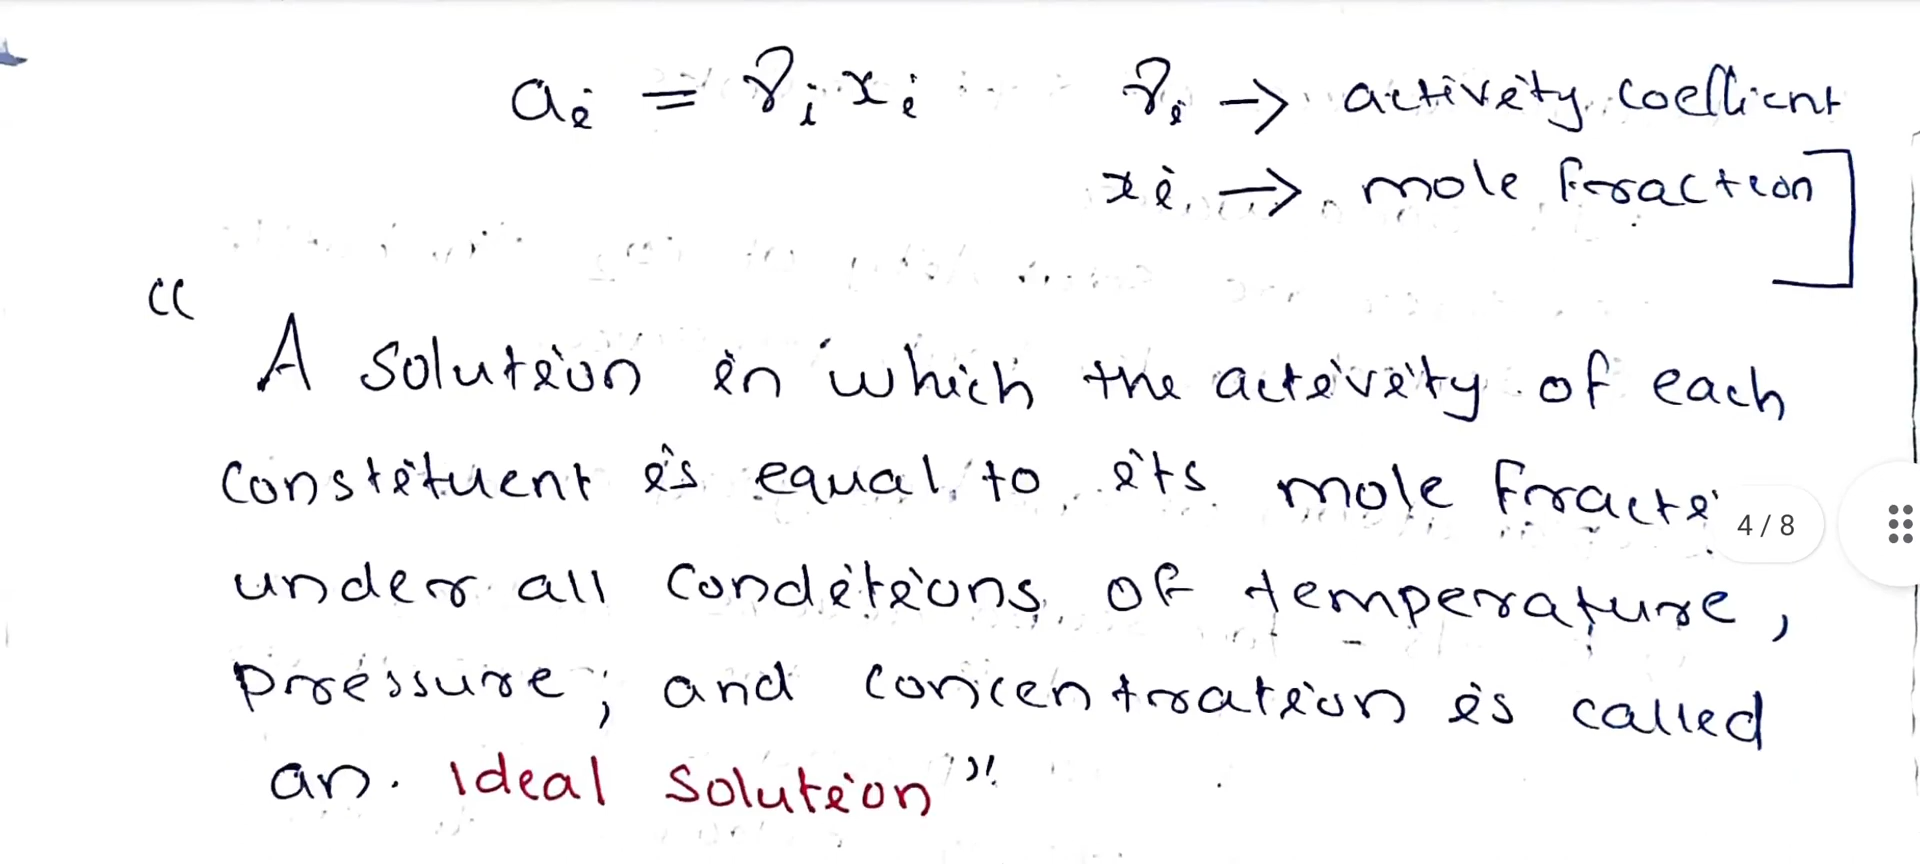 aᵢ = γᵢ xᵢ γᵢ → activity coefficient
xᵢ → mole fraction ]
“
A solution in which the activity of each
constituent is equal to its mole fracti
4 / 8
under all conditions of temperature,
pressure, and concentration is called
an. Ideal solution”